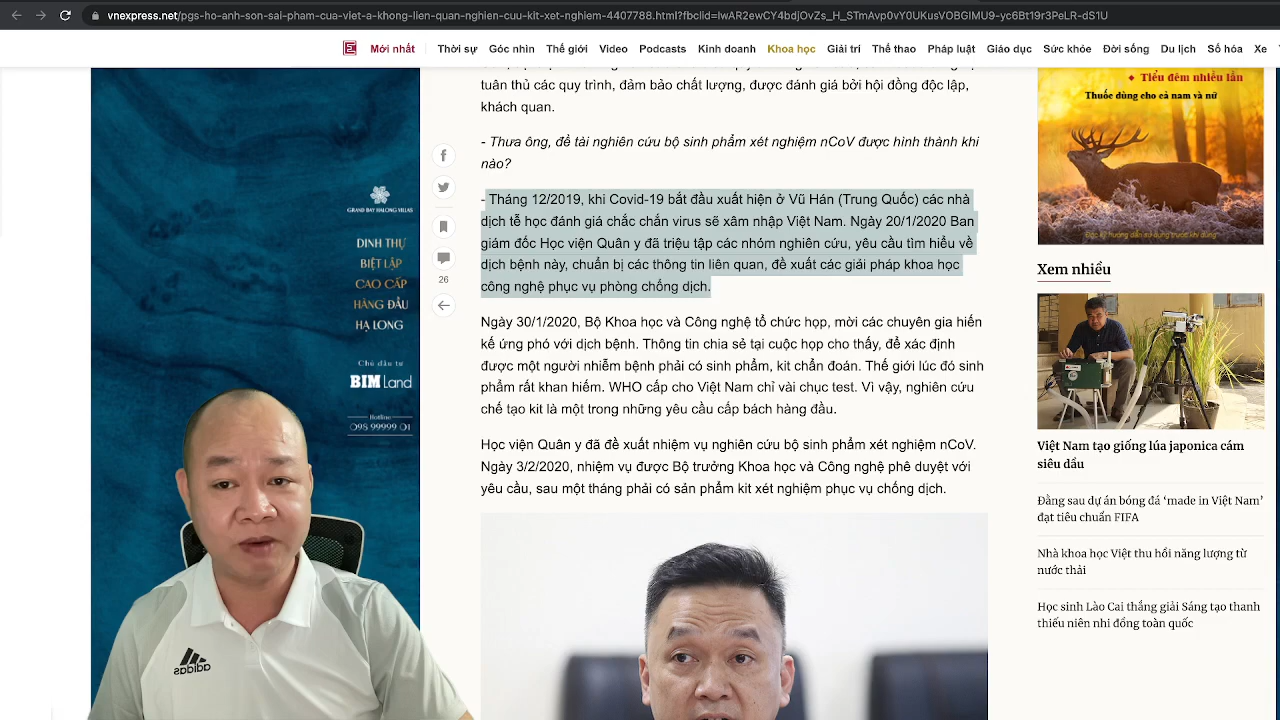 vnexpress.net/pgs-ho-anh-son-sai-pham-cua-viet-a-khong-lien-quan-nghien-cuu-kit-xet-nghiem-4407788.html?fbclid=IwAR2ewCY4bdjOvZs_H_STmAvp0vY0UKusVOBGIMU9-yc6Bt19r3PeLR-dS1U
Mới nhất Thời sự Góc nhìn Thế giới Video Podcasts Kinh doanh Khoa học Giải trí Thể thao Pháp luật Giáo dục Sức khỏe Đời sống Du lịch Số hóa Xe
GRAND BAY HALONG VILLAS
DINH THỰ
BIỆT LẬP
CAO CẤP
HÀNG ĐẦU
HẠ LONG
Chủ đầu tư
BIM Land
Hotline
098 99999 01
adidas
26
tuân thủ các quy trình, đảm bảo chất lượng, được đánh giá bởi hội đồng độc lập,
khách quan.
- Thưa ông, đề tài nghiên cứu bộ sinh phẩm xét nghiệm nCoV được hình thành khi
nào?
- Tháng 12/2019, khi Covid-19 bắt đầu xuất hiện ở Vũ Hán (Trung Quốc) các nhà
dịch tễ học đánh giá chắc chắn virus sẽ xâm nhập Việt Nam. Ngày 20/1/2020 Ban
giám đốc Học viện Quân y đã triệu tập các nhóm nghiên cứu, yêu cầu tìm hiểu về
dịch bệnh này, chuẩn bị các thông tin liên quan, đề xuất các giải pháp khoa học
công nghệ phục vụ phòng chống dịch.
Ngày 30/1/2020, Bộ Khoa học và Công nghệ tổ chức họp, mời các chuyên gia hiến
kế ứng phó với dịch bệnh. Thông tin chia sẻ tại cuộc họp cho thấy, để xác định
được một người nhiễm bệnh phải có sinh phẩm, kit chẩn đoán. Thế giới lúc đó sinh
phẩm rất khan hiếm. WHO cấp cho Việt Nam chỉ vài chục test. Vì vậy, nghiên cứu
chế tạo kit là một trong những yêu cầu cấp bách hàng đầu.
Học viện Quân y đã đề xuất nhiệm vụ nghiên cứu bộ sinh phẩm xét nghiệm nCoV.
Ngày 3/2/2020, nhiệm vụ được Bộ trưởng Khoa học và Công nghệ phê duyệt với
yêu cầu, sau một tháng phải có sản phẩm kit xét nghiệm phục vụ chống dịch.
Tiểu đêm nhiều lần
Thuốc dùng cho cả nam và nữ
Đọc kỹ hướng dẫn sử dụng trước khi dùng
Xem nhiều
Việt Nam tạo giống lúa japonica cám
siêu dầu
Đằng sau dự án bóng đá ‘made in Việt Nam’
đạt tiêu chuẩn FIFA
Nhà khoa học Việt thu hồi năng lượng từ
nước thải
Học sinh Lào Cai thắng giải Sáng tạo thanh
thiếu niên nhi đồng toàn quốc